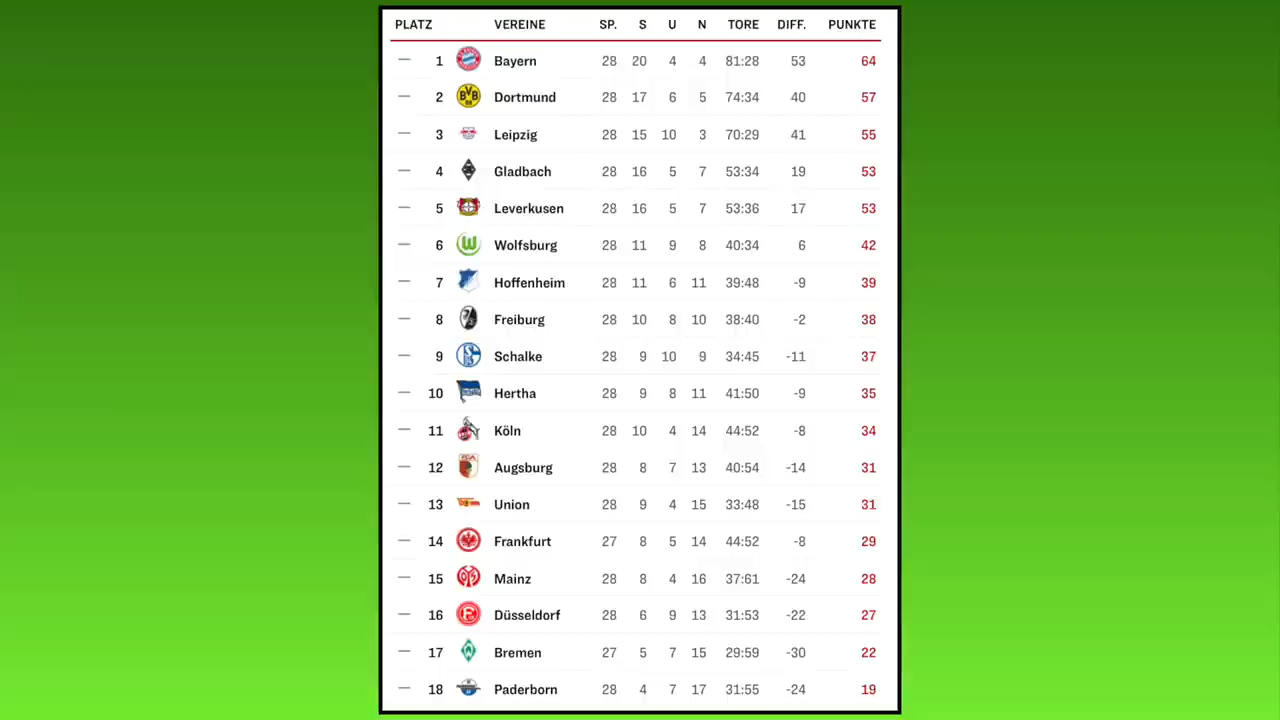 PLATZ VEREINE SP. S U N TORE DIFF. PUNKTE
— 1 Bayern 28 20 4 4 81:28 53 64
— 2 Dortmund 28 17 6 5 74:34 40 57
— 3 Leipzig 28 15 10 3 70:29 41 55
— 4 Gladbach 28 16 5 7 53:34 19 53
— 5 Leverkusen 28 16 5 7 53:36 17 53
— 6 Wolfsburg 28 11 9 8 40:34 6 42
— 7 Hoffenheim 28 11 6 11 39:48 -9 39
— 8 Freiburg 28 10 8 10 38:40 -2 38
— 9 Schalke 28 9 10 9 34:45 -11 37
— 10 Hertha 28 9 8 11 41:50 -9 35
— 11 Köln 28 10 4 14 44:52 -8 34
— 12 Augsburg 28 8 7 13 40:54 -14 31
— 13 Union 28 9 4 15 33:48 -15 31
— 14 Frankfurt 27 8 5 14 44:52 -8 29
— 15 Mainz 28 8 4 16 37:61 -24 28
— 16 Düsseldorf 28 6 9 13 31:53 -22 27
— 17 Bremen 27 5 7 15 29:59 -30 22
— 18 Paderborn 28 4 7 17 31:55 -24 19